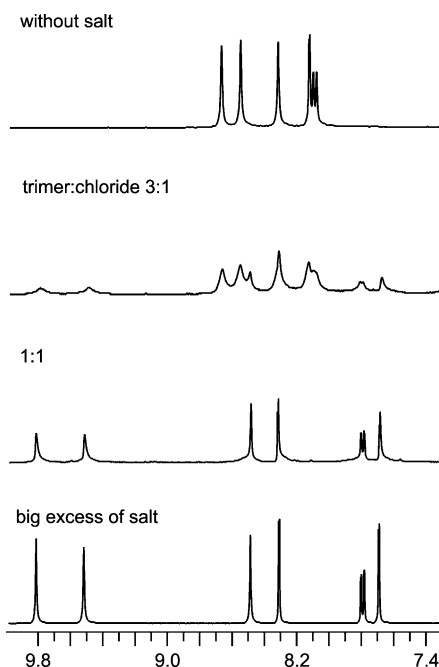 without salt
trimer:chloride 3:1
1:1
big excess of salt
9.8 9.0 8.2 7.4